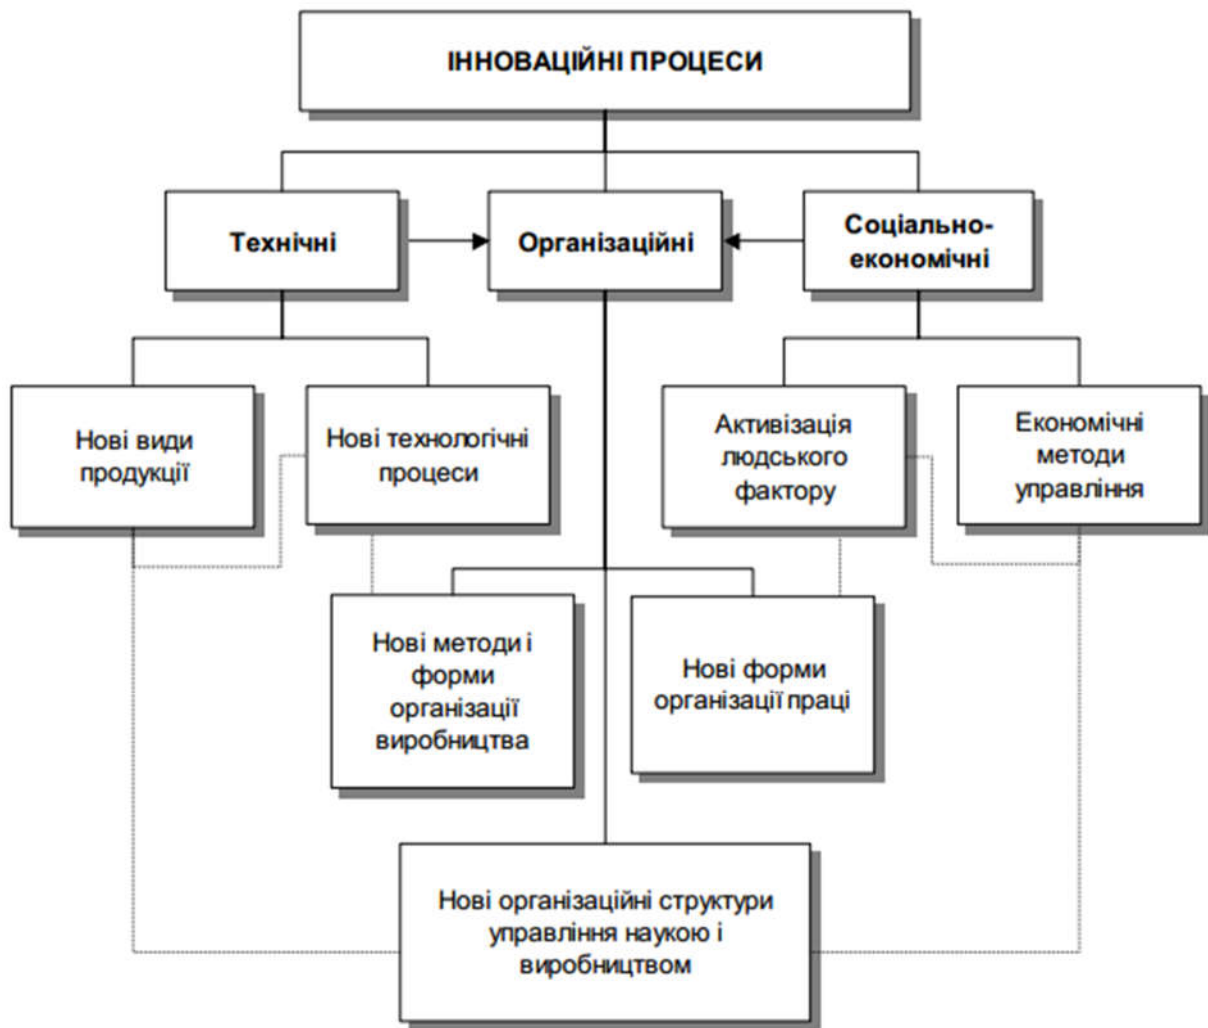 ІННОВАЦІЙНІ ПРОЦЕСИ
Технічні
Організаційні
Соціально-
економічні
Нові види
продукції
Нові технологічні
процеси
Активізація
людського
фактору
Економічні
методи
управління
Нові методи і
форми
організації
виробництва
Нові форми
організації праці
Нові організаційні структури
управління наукою і
виробництвом